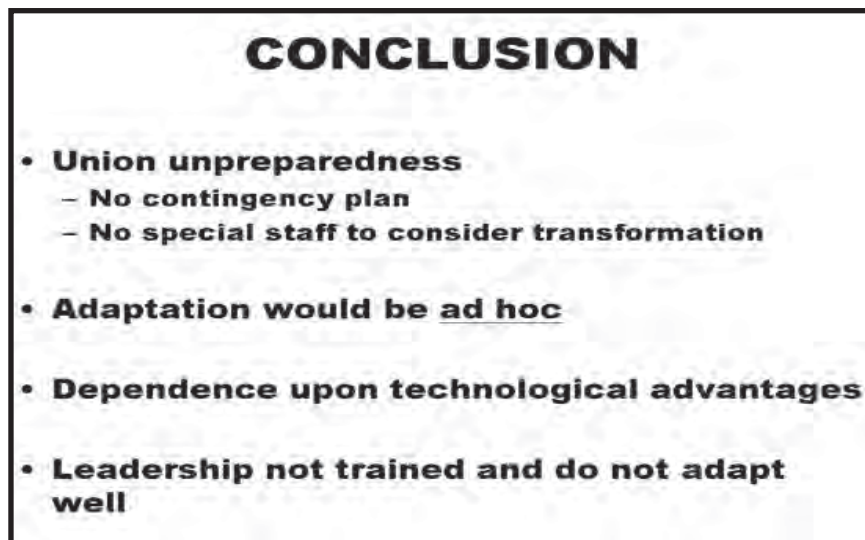 CONCLUSION
• Union unpreparedness
– No contingency plan
– No special staff to consider transformation
• Adaptation would be ad hoc
• Dependence upon technological advantages
• Leadership not trained and do not adapt
well